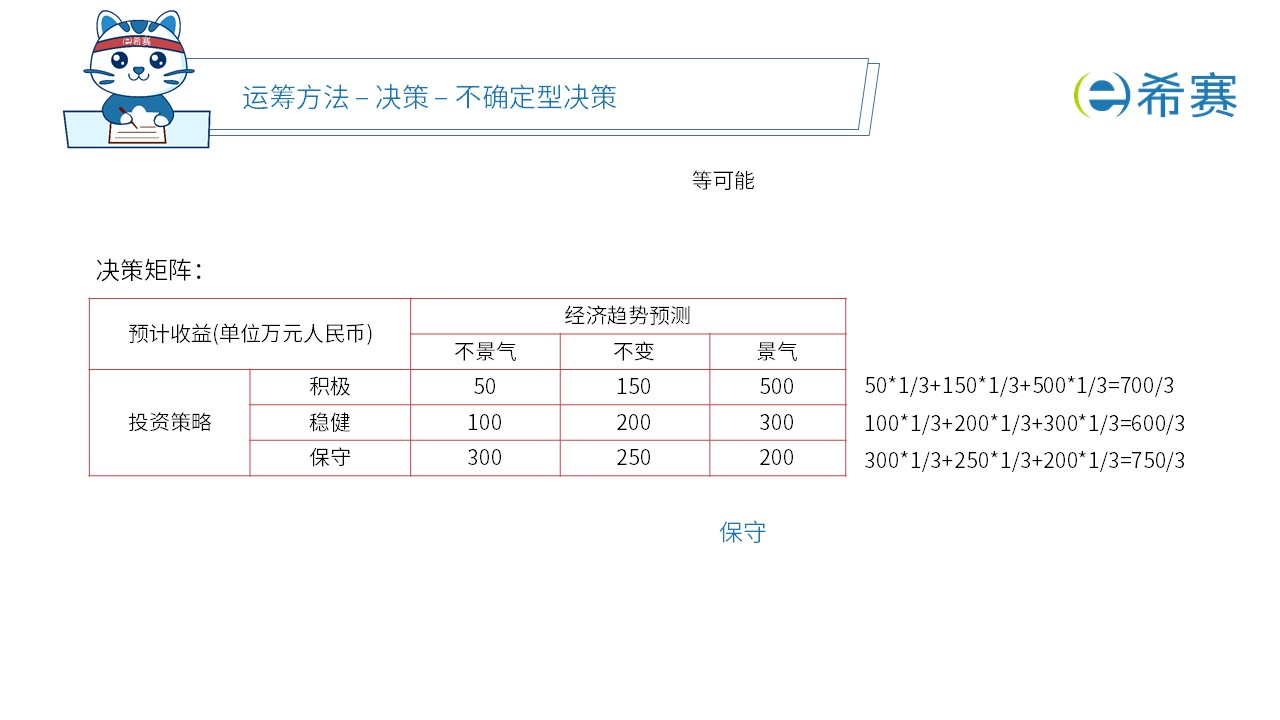 希赛
运筹方法 – 决策 – 不确定型决策
希赛
等可能
决策矩阵：
预计收益(单位万元人民币) 经济趋势预测
不景气 不变 景气
投资策略 积极 50 150 500 50*1/3+150*1/3+500*1/3=700/3
稳健 100 200 300 100*1/3+200*1/3+300*1/3=600/3
保守 300 250 200 300*1/3+250*1/3+200*1/3=750/3
保守